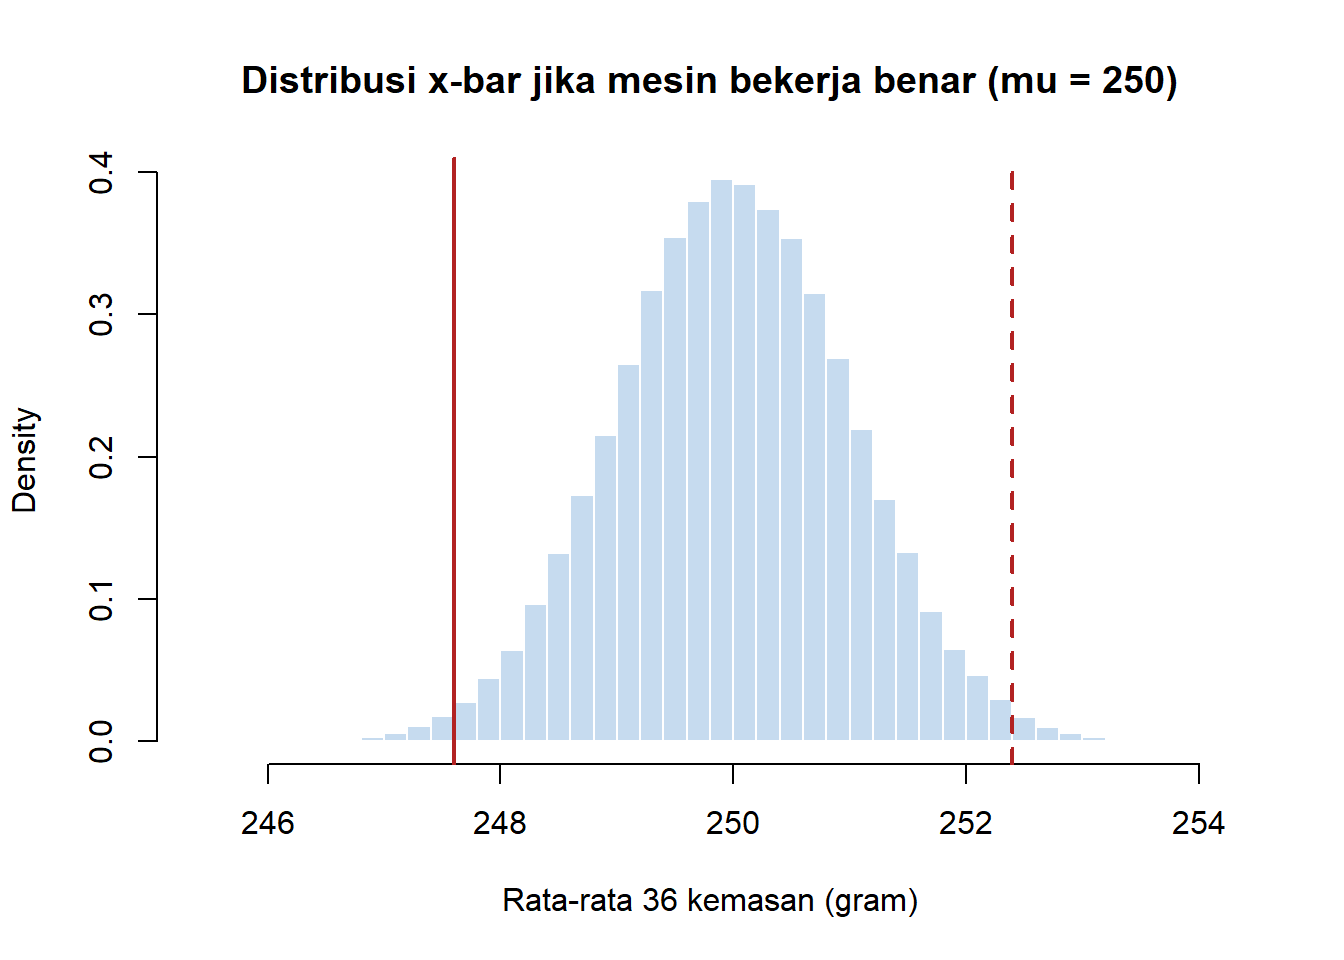 Distribusi x-bar jika mesin bekerja benar (mu = 250)
Density
0.4
0.3
0.2
0.1
0.0
246 248 250 252 254
Rata-rata 36 kemasan (gram)